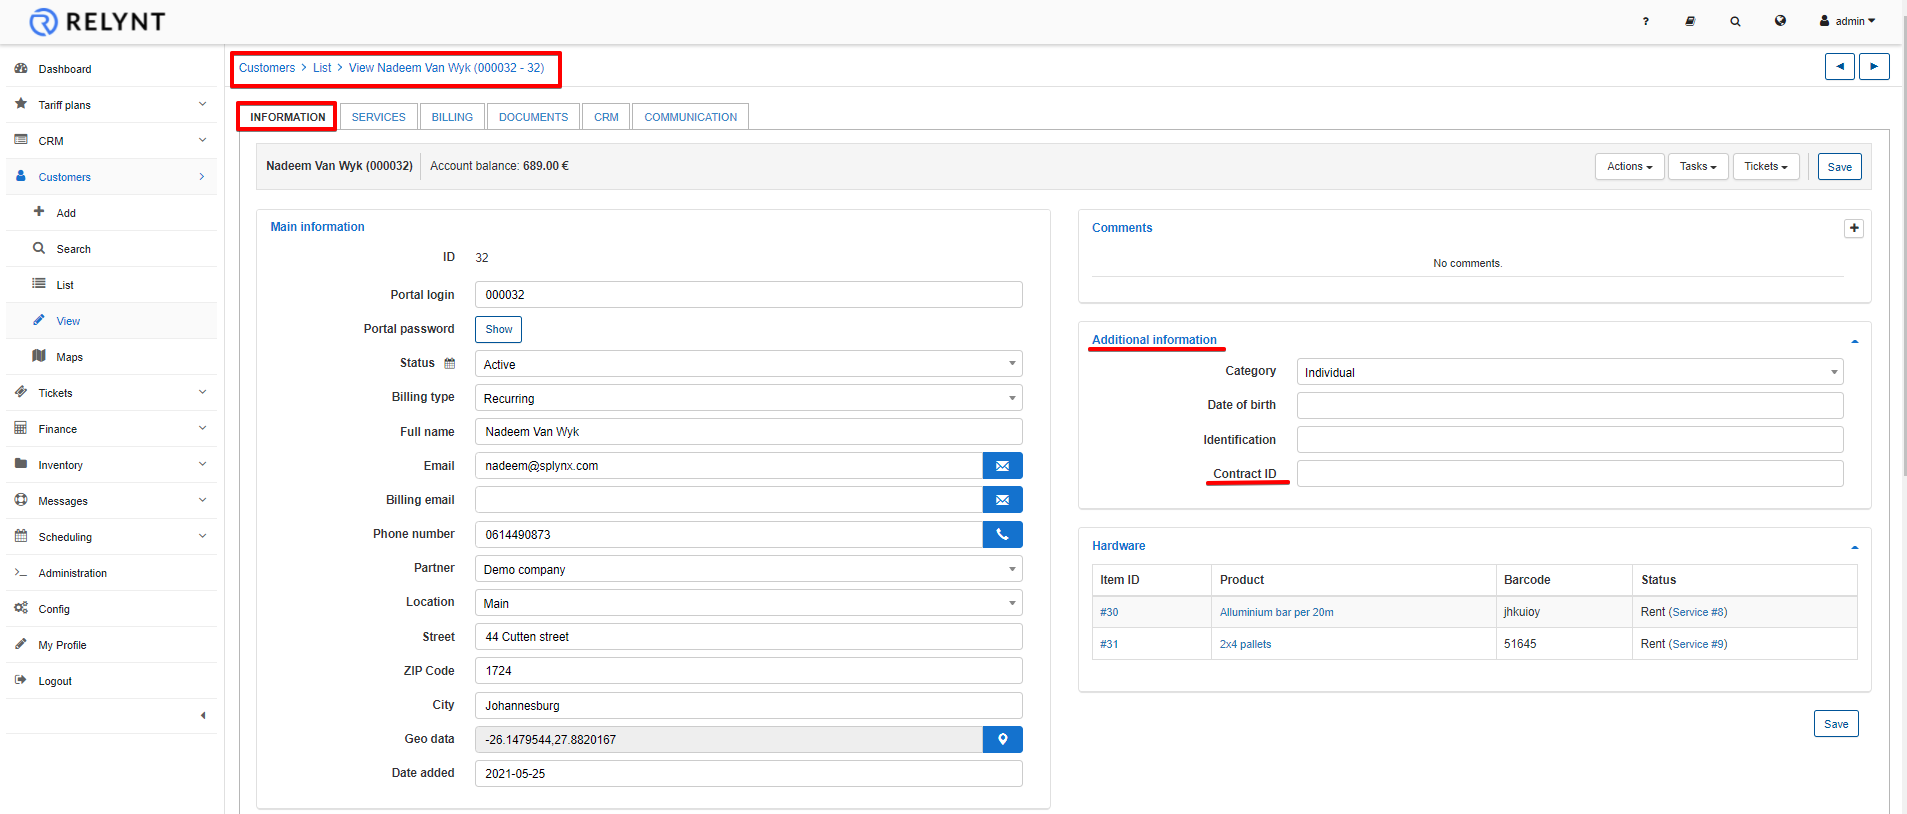 RELYNT
?
admin
Dashboard
Tariff plans
CRM
Customers
Add
Search
List
View
Maps
Tickets
Finance
Inventory
Messages
Scheduling
Administration
Config
My Profile
Logout
Customers > List > View Nadeem Van Wyk (000032 - 32)
INFORMATION SERVICES BILLING DOCUMENTS CRM COMMUNICATION
Nadeem Van Wyk (000032) Account balance: 689.00 €
Actions Tasks Tickets Save
Main information
ID 32
Portal login 000032
Portal password Show
Status Active
Billing type Recurring
Full name Nadeem Van Wyk
Email nadeem@splynx.com
Billing email
Phone number 0614490873
Partner Demo company
Location Main
Street 44 Cutten street
ZIP Code 1724
City Johannesburg
Geo data -26.1479544,27.8820167
Date added 2021-05-25
Comments
No comments.
Additional information
Category Individual
Date of birth
Identification
Contract ID
Hardware
Item ID Product Barcode Status
#30 Alluminium bar per 20m jhkuioy Rent (Service #8)
#31 2x4 pallets 51645 Rent (Service #9)
Save